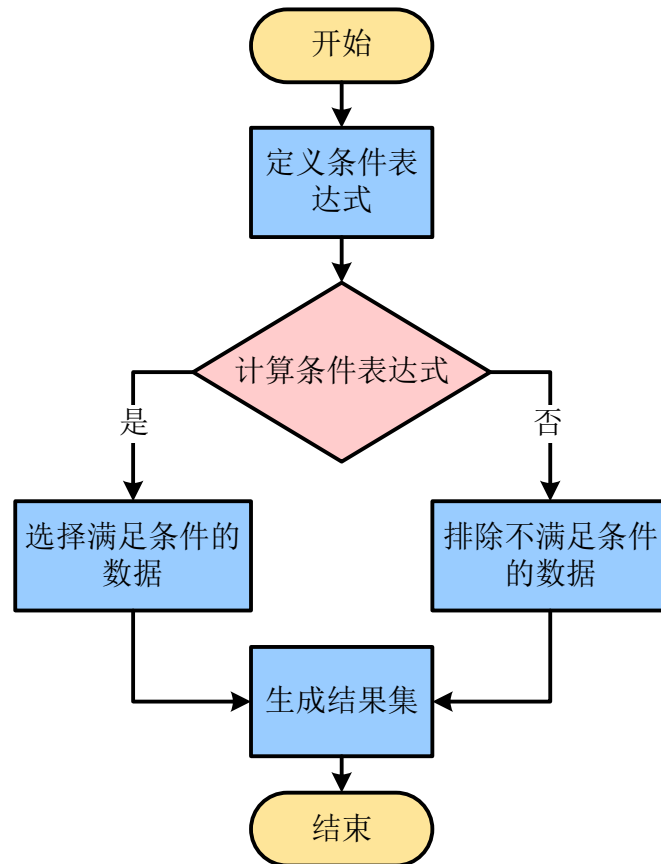 开始
定义条件表
达式
计算条件表达式
是
否
选择满足条件的
数据
排除不满足条件
的数据
生成结果集
结束